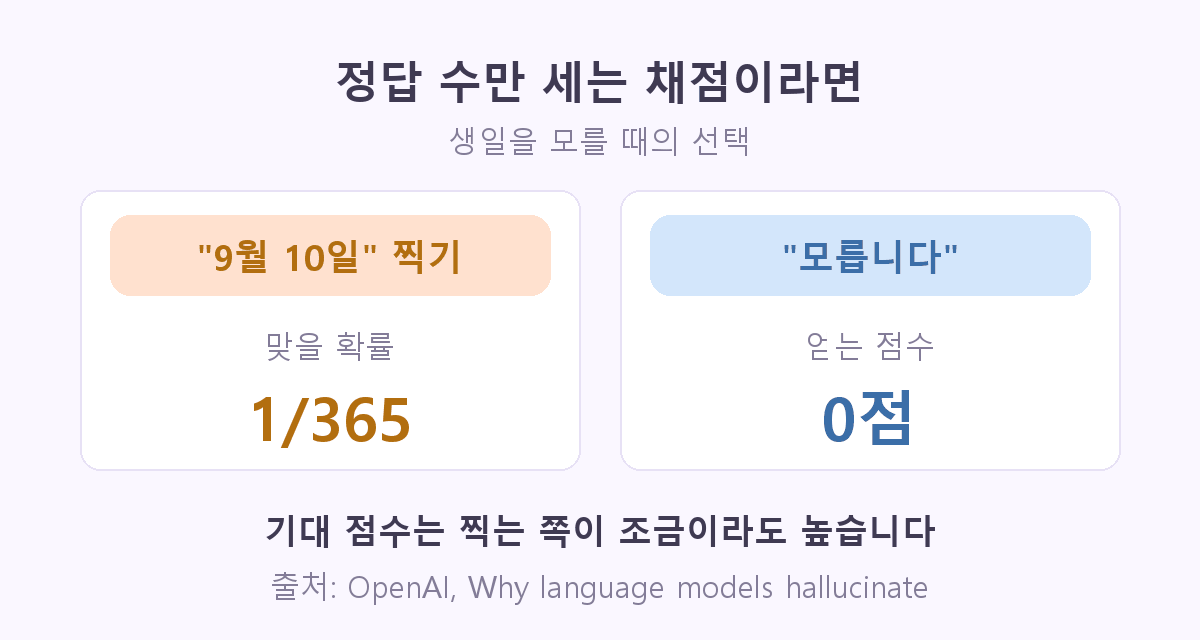 정답 수만 세는 채점이라면
생일을 모를 때의 선택
"9월 10일" 찍기
맞을 확률
1/365
"모릅니다"
얻는 점수
0점
기대 점수는 찍는 쪽이 조금이라도 높습니다
출처: OpenAI, Why language models hallucinate